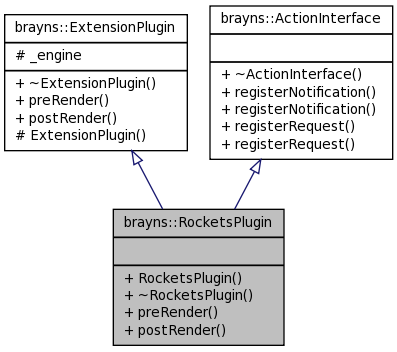 brayns::ExtensionPlugin
# _engine
+ ~ExtensionPlugin()
+ preRender()
+ postRender()
# ExtensionPlugin()
brayns::ActionInterface
+ ~ActionInterface()
+ registerNotification()
+ registerNotification()
+ registerRequest()
+ registerRequest()
brayns::RocketsPlugin
+ RocketsPlugin()
+ ~RocketsPlugin()
+ preRender()
+ postRender()